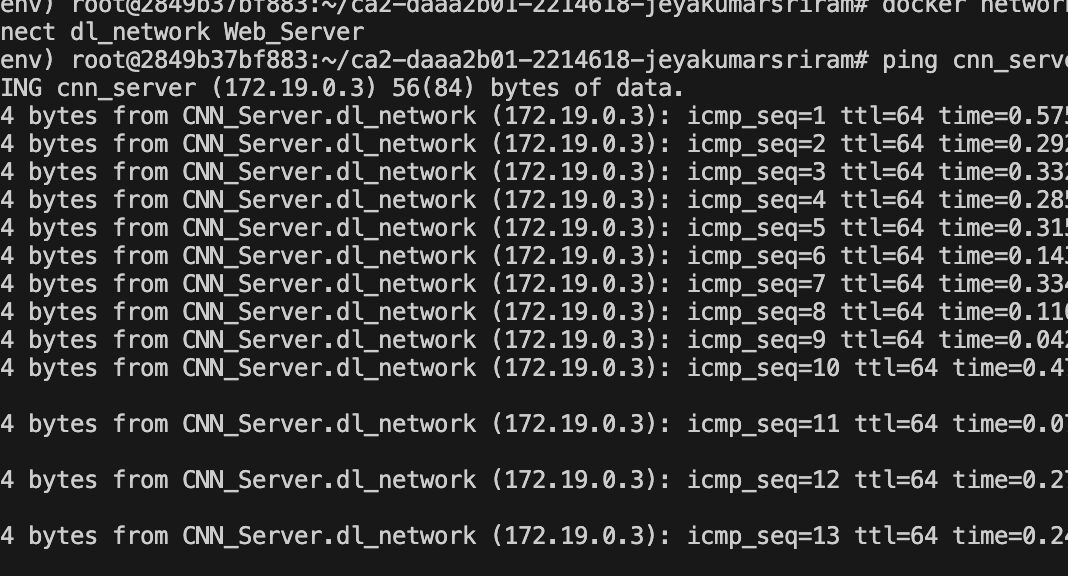 env) root@2849b37bf883:~/ca2-daaa2b01-2214618-jeyakumarsriram# docker network
nect dl_network Web_Server
env) root@2849b37bf883:~/ca2-daaa2b01-2214618-jeyakumarsriram# ping cnn_serve
ING cnn_server (172.19.0.3) 56(84) bytes of data.
4 bytes from CNN_Server.dl_network (172.19.0.3): icmp_seq=1 ttl=64 time=0.575
4 bytes from CNN_Server.dl_network (172.19.0.3): icmp_seq=2 ttl=64 time=0.292
4 bytes from CNN_Server.dl_network (172.19.0.3): icmp_seq=3 ttl=64 time=0.332
4 bytes from CNN_Server.dl_network (172.19.0.3): icmp_seq=4 ttl=64 time=0.285
4 bytes from CNN_Server.dl_network (172.19.0.3): icmp_seq=5 ttl=64 time=0.315
4 bytes from CNN_Server.dl_network (172.19.0.3): icmp_seq=6 ttl=64 time=0.143
4 bytes from CNN_Server.dl_network (172.19.0.3): icmp_seq=7 ttl=64 time=0.334
4 bytes from CNN_Server.dl_network (172.19.0.3): icmp_seq=8 ttl=64 time=0.110
4 bytes from CNN_Server.dl_network (172.19.0.3): icmp_seq=9 ttl=64 time=0.042
4 bytes from CNN_Server.dl_network (172.19.0.3): icmp_seq=10 ttl=64 time=0.47
4 bytes from CNN_Server.dl_network (172.19.0.3): icmp_seq=11 ttl=64 time=0.07
4 bytes from CNN_Server.dl_network (172.19.0.3): icmp_seq=12 ttl=64 time=0.27
4 bytes from CNN_Server.dl_network (172.19.0.3): icmp_seq=13 ttl=64 time=0.24